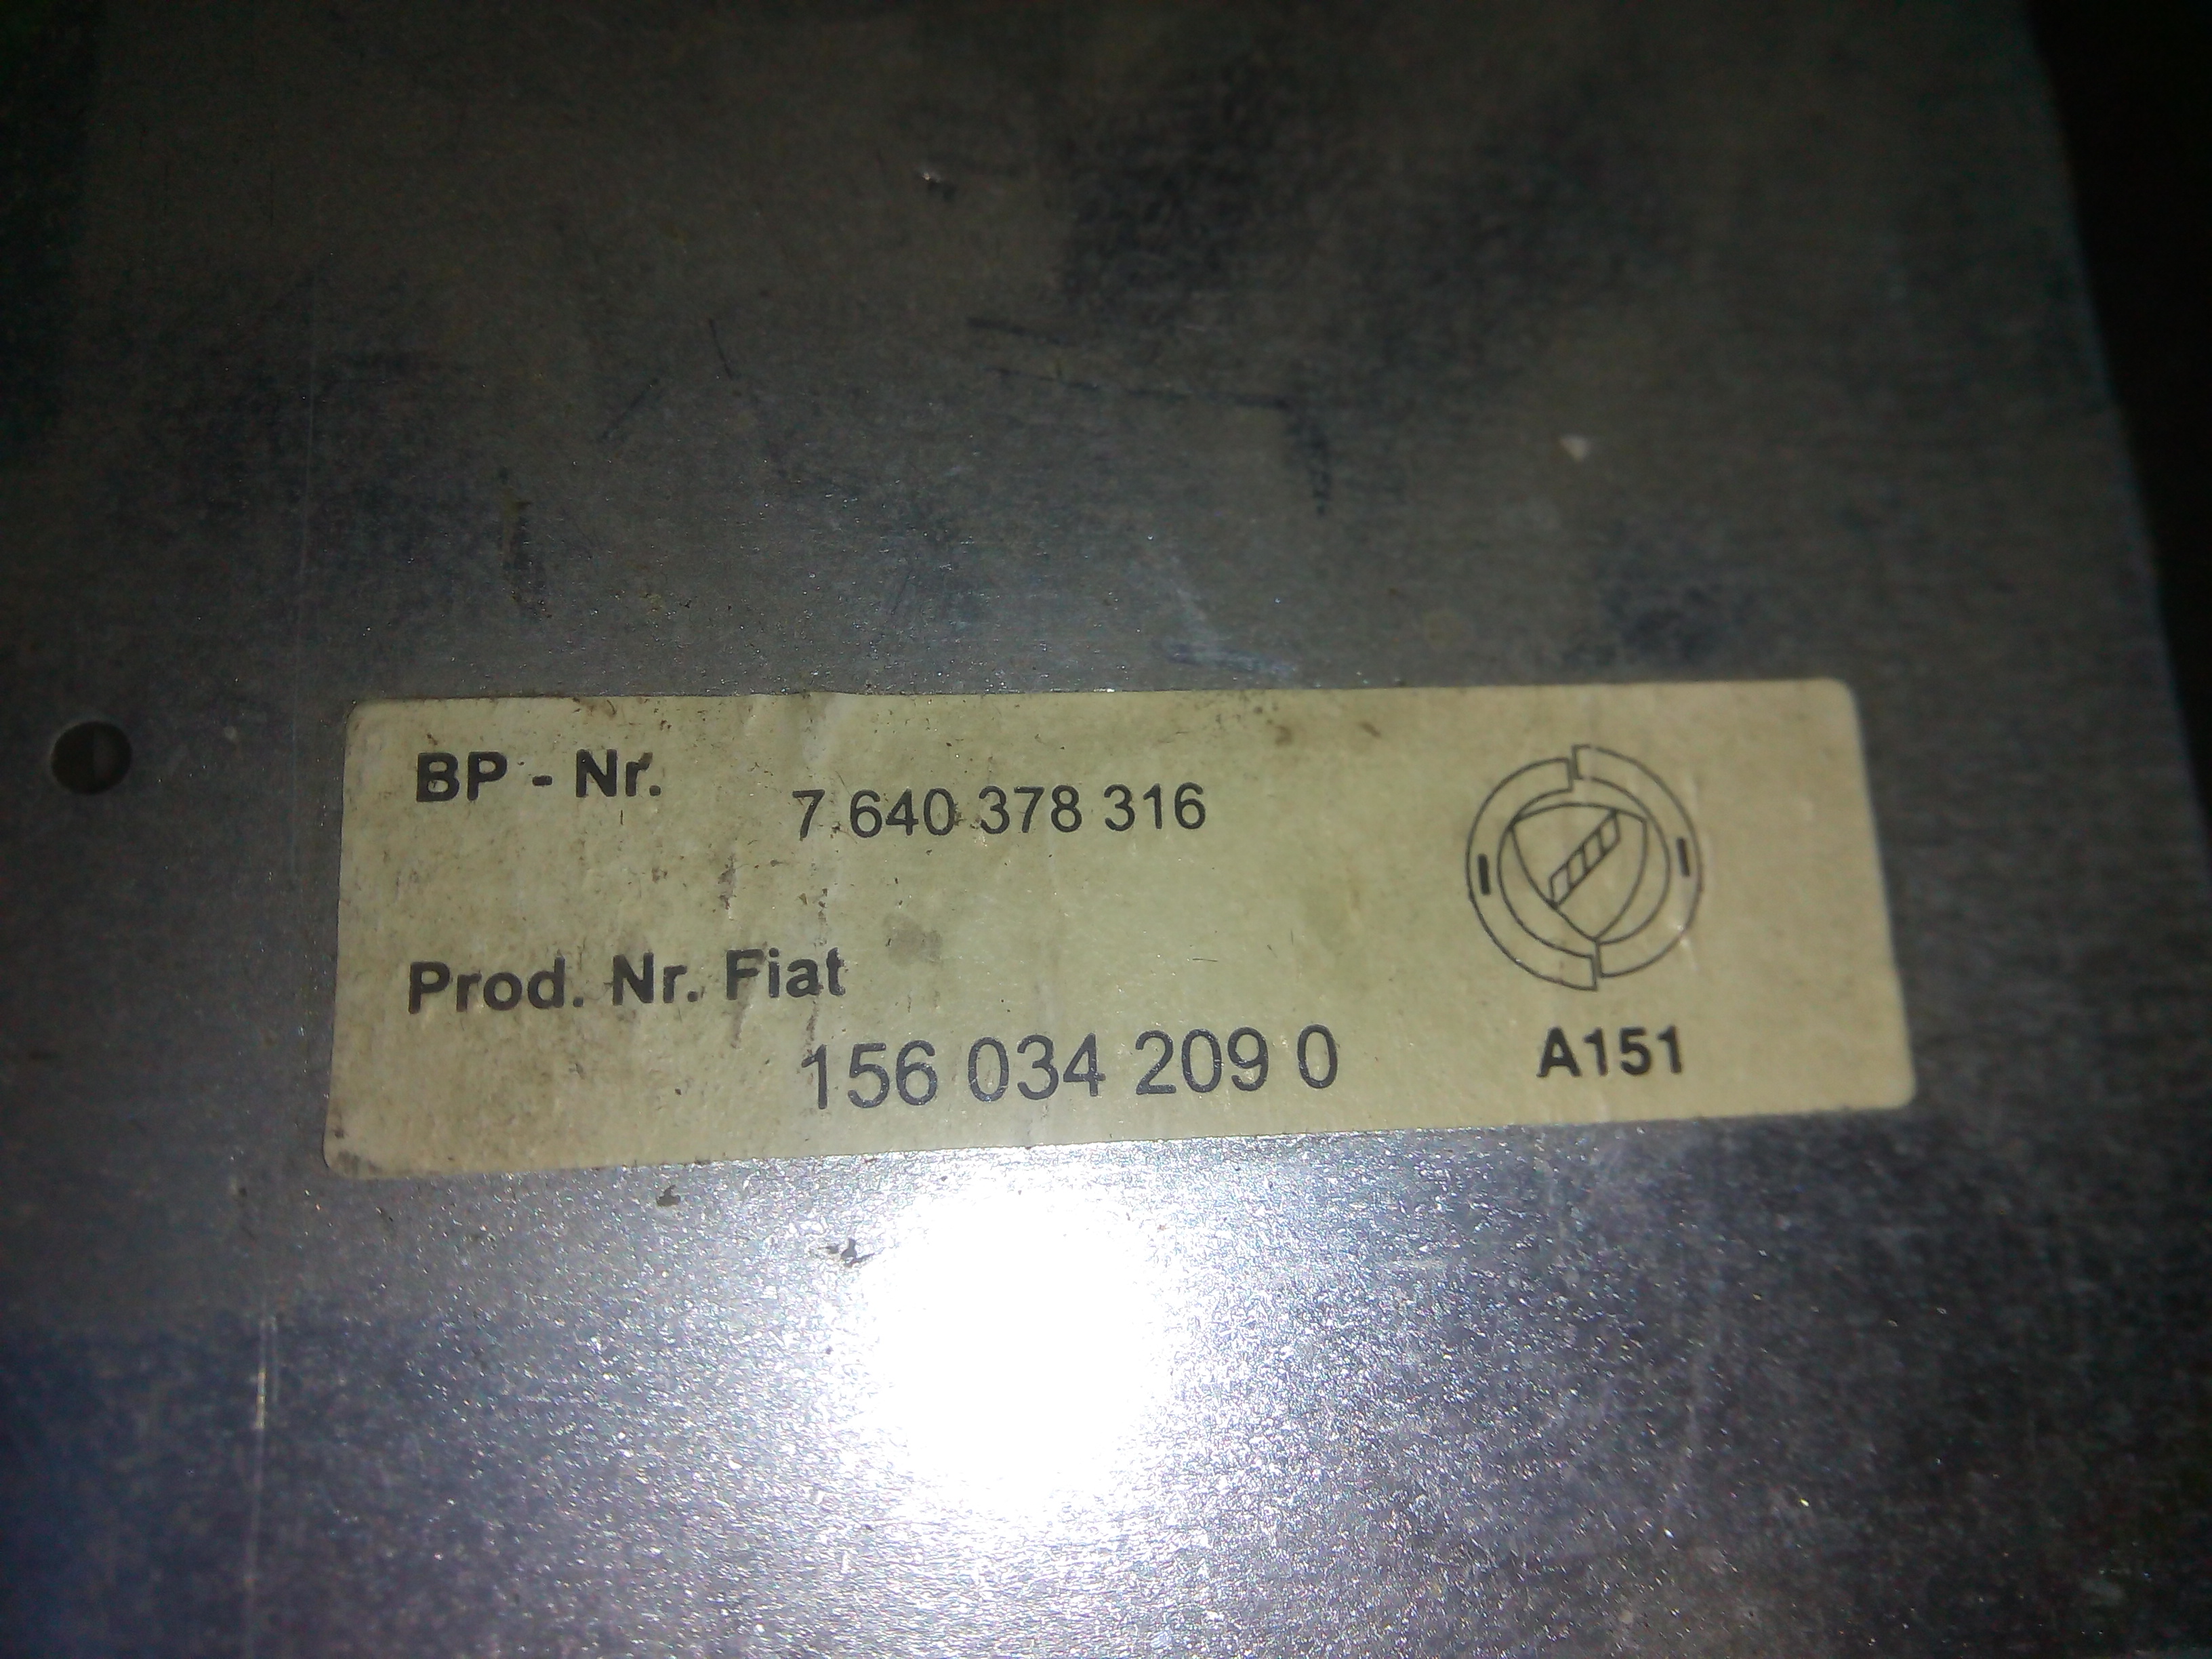 BP - Nr.
7 640 378 316
Prod. Nr. Fiat
156 034 209 0
A151